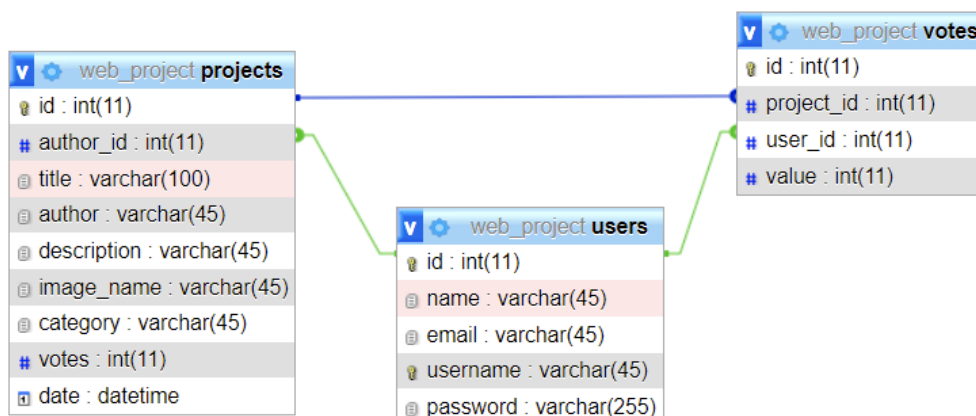 web_project projects
id : int(11)
author_id : int(11)
title : varchar(100)
author : varchar(45)
description : varchar(45)
image_name : varchar(45)
category : varchar(45)
votes : int(11)
date : datetime
web_project users
id : int(11)
name : varchar(45)
email : varchar(45)
username : varchar(45)
password : varchar(255)
web_project votes
id : int(11)
project_id : int(11)
user_id : int(11)
value : int(11)